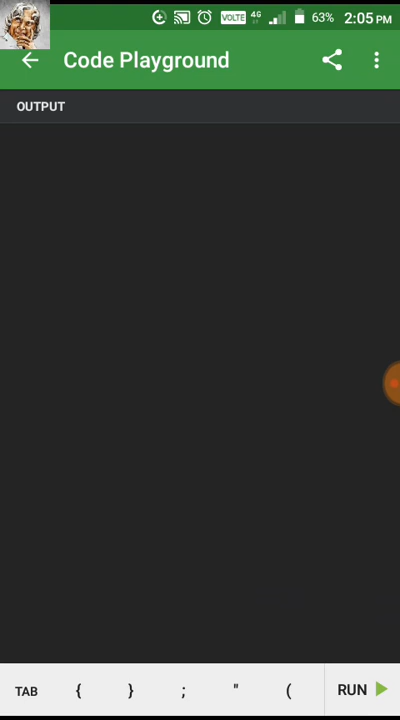 VOLTE 4G 63% 2:05 PM
Code Playground
OUTPUT
TAB { } ; " ( RUN